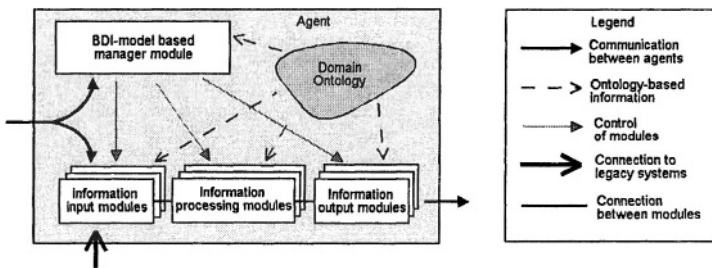 Agent
BDI-model based
manager module
Domain
Ontology
Information
input modules
Information
processing modules
Information
output modules
Legend
Communication
between agents
Ontology-based
Information
Control
of modules
Connection to
legacy systems
Connection
between modules